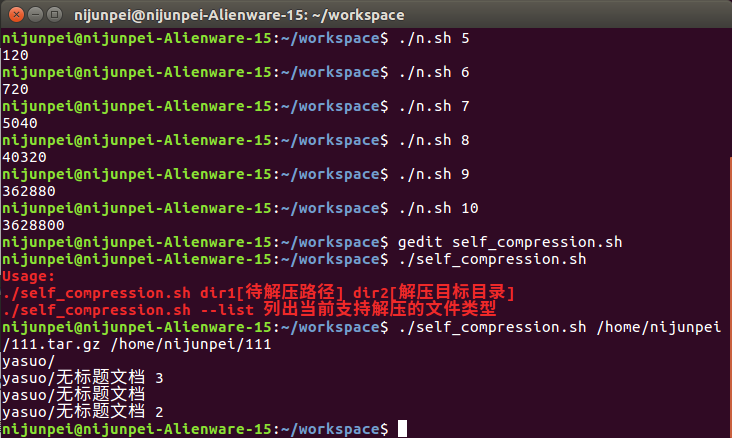 nijunpei@nijunpei-Alienware-15: ~/workspace
nijunpei@nijunpei-Alienware-15:~/workspace$ ./n.sh 5
120
nijunpei@nijunpei-Alienware-15:~/workspace$ ./n.sh 6
720
nijunpei@nijunpei-Alienware-15:~/workspace$ ./n.sh 7
5040
nijunpei@nijunpei-Alienware-15:~/workspace$ ./n.sh 8
40320
nijunpei@nijunpei-Alienware-15:~/workspace$ ./n.sh 9
362880
nijunpei@nijunpei-Alienware-15:~/workspace$ ./n.sh 10
3628800
nijunpei@nijunpei-Alienware-15:~/workspace$ gedit self_compression.sh
nijunpei@nijunpei-Alienware-15:~/workspace$ ./self_compression.sh
Usage:
./self_compression.sh dir1[待解压路径] dir2[解压目标目录]
./self_compression.sh --list 列出当前支持解压的文件类型
nijunpei@nijunpei-Alienware-15:~/workspace$ ./self_compression.sh /home/nijunpei
/111.tar.gz /home/nijunpei/111
yasuo/
yasuo/无标题文档 3
yasuo/无标题文档
yasuo/无标题文档 2
nijunpei@nijunpei-Alienware-15:~/workspace$